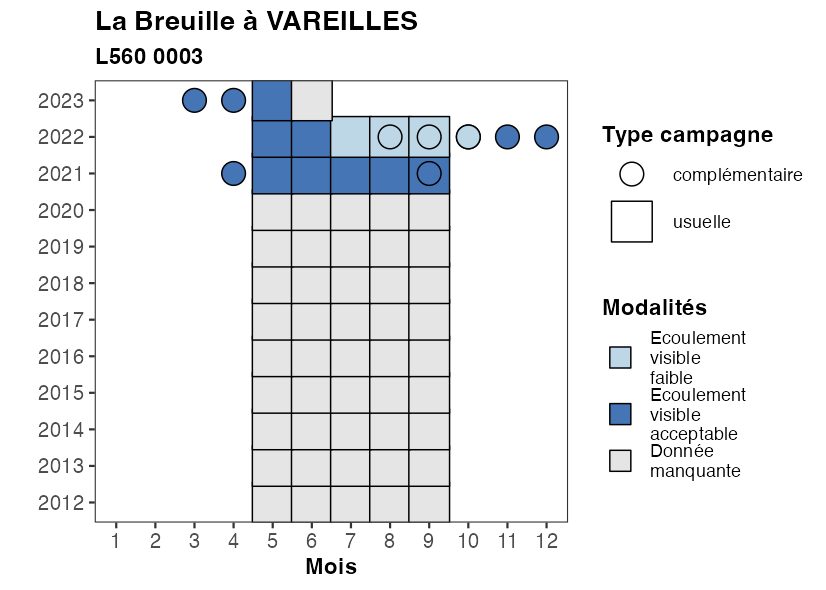 La Breuille à VAREILLES
L560 0003
2023
2022
2021
2020
2019
2018
2017
2016
2015
2014
2013
2012
1 2 3 4 5 6 7 8 9 10 11 12
Mois
Type campagne
complémentaire
usuelle
Modalités
Ecoulement
visible
faible
Ecoulement
visible
acceptable
Donnée
manquante